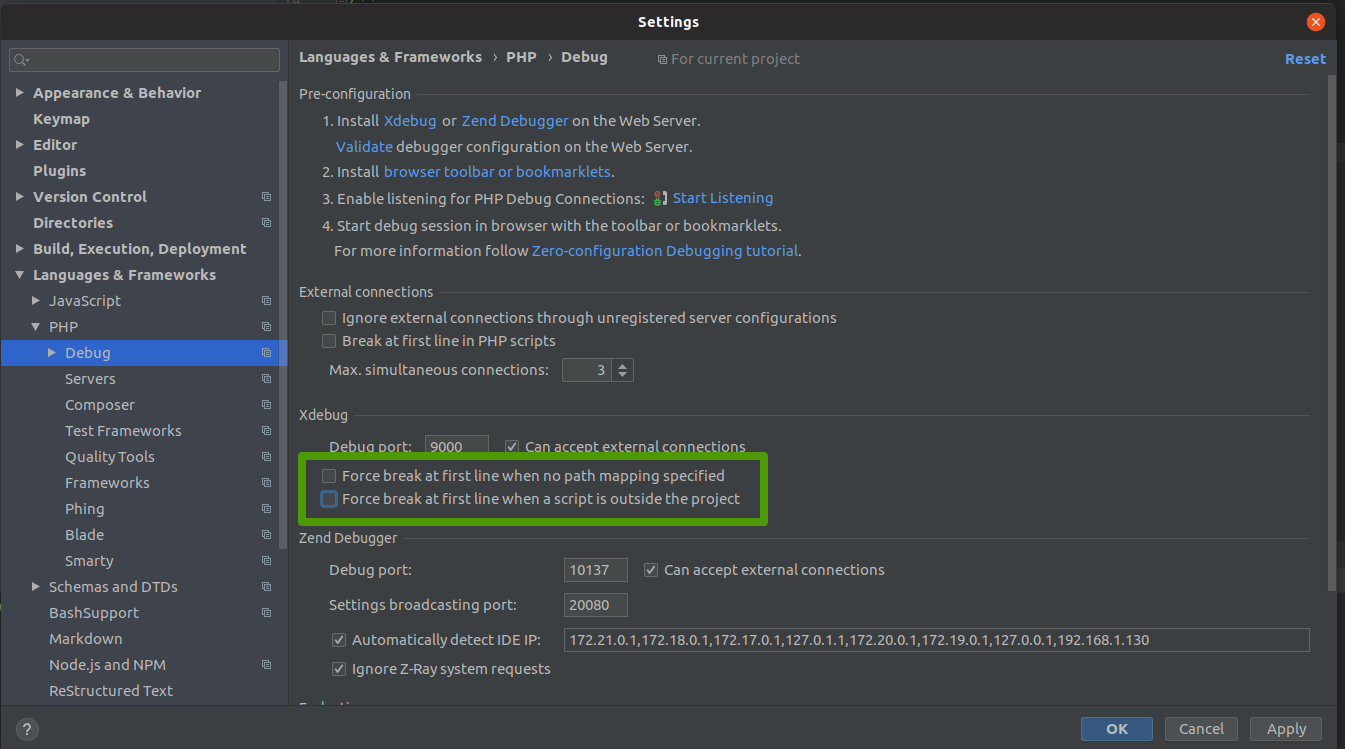 Settings
Languages & Frameworks › PHP › Debug
For current project
Reset
Appearance & Behavior
Keymap
Editor
Plugins
Version Control
Directories
Build, Execution, Deployment
Languages & Frameworks
JavaScript
PHP
Debug
Servers
Composer
Test Frameworks
Quality Tools
Frameworks
Phing
Blade
Smarty
Schemas and DTDs
BashSupport
Markdown
Node.js and NPM
ReStructured Text
Pre-configuration
1. Install Xdebug or Zend Debugger on the Web Server.
Validate debugger configuration on the Web Server.
2. Install browser toolbar or bookmarklets.
3. Enable listening for PHP Debug Connections: Start Listening
4. Start debug session in browser with the toolbar or bookmarklets.
For more information follow Zero-configuration Debugging tutorial.
External connections
Ignore external connections through unregistered server configurations
Break at first line in PHP scripts
Max. simultaneous connections: 3
Xdebug
Debug port: 9000 Can accept external connections
Force break at first line when no path mapping specified
Force break at first line when a script is outside the project
Zend Debugger
Debug port: 10137 Can accept external connections
Settings broadcasting port: 20080
Automatically detect IDE IP: 172.21.0.1,172.18.0.1,172.17.0.1,127.0.1.1,172.20.0.1,172.19.0.1,127.0.0.1,192.168.1.130
Ignore Z-Ray system requests
?
OK
Cancel
Apply